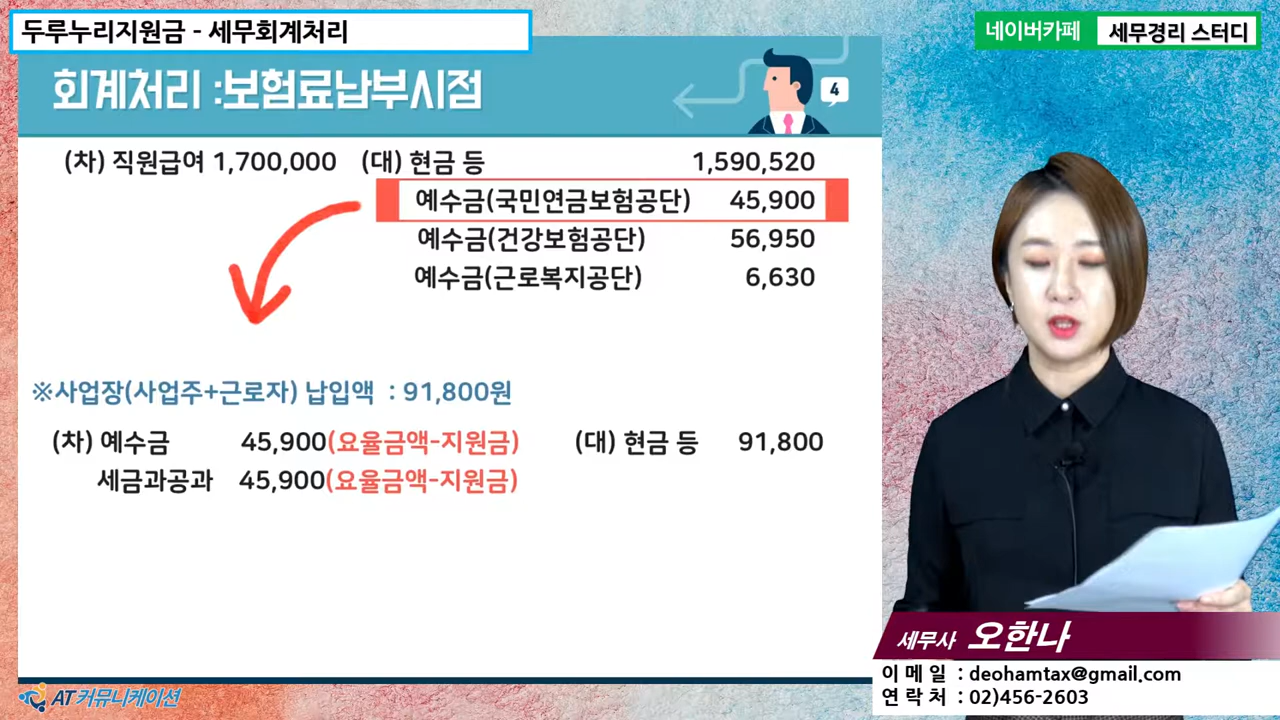 두루누리지원금 - 세무회계처리
네이버카페 세무경리 스터디
회계처리 :보험료납부시점
4
(차) 직원급여 1,700,000 (대) 현금 등 1,590,520
예수금(국민연금보험공단) 45,900
예수금(건강보험공단) 56,950
예수금(근로복지공단) 6,630
※사업장(사업주+근로자) 납입액 : 91,800원
(차) 예수금 45,900(요율금액-지원금) (대) 현금 등 91,800
세금과공과 45,900(요율금액-지원금)
세무사 오한나
이 메 일 : deohamtax@gmail.com
연 락 처 : 02)456-2603
AT커뮤니케이션